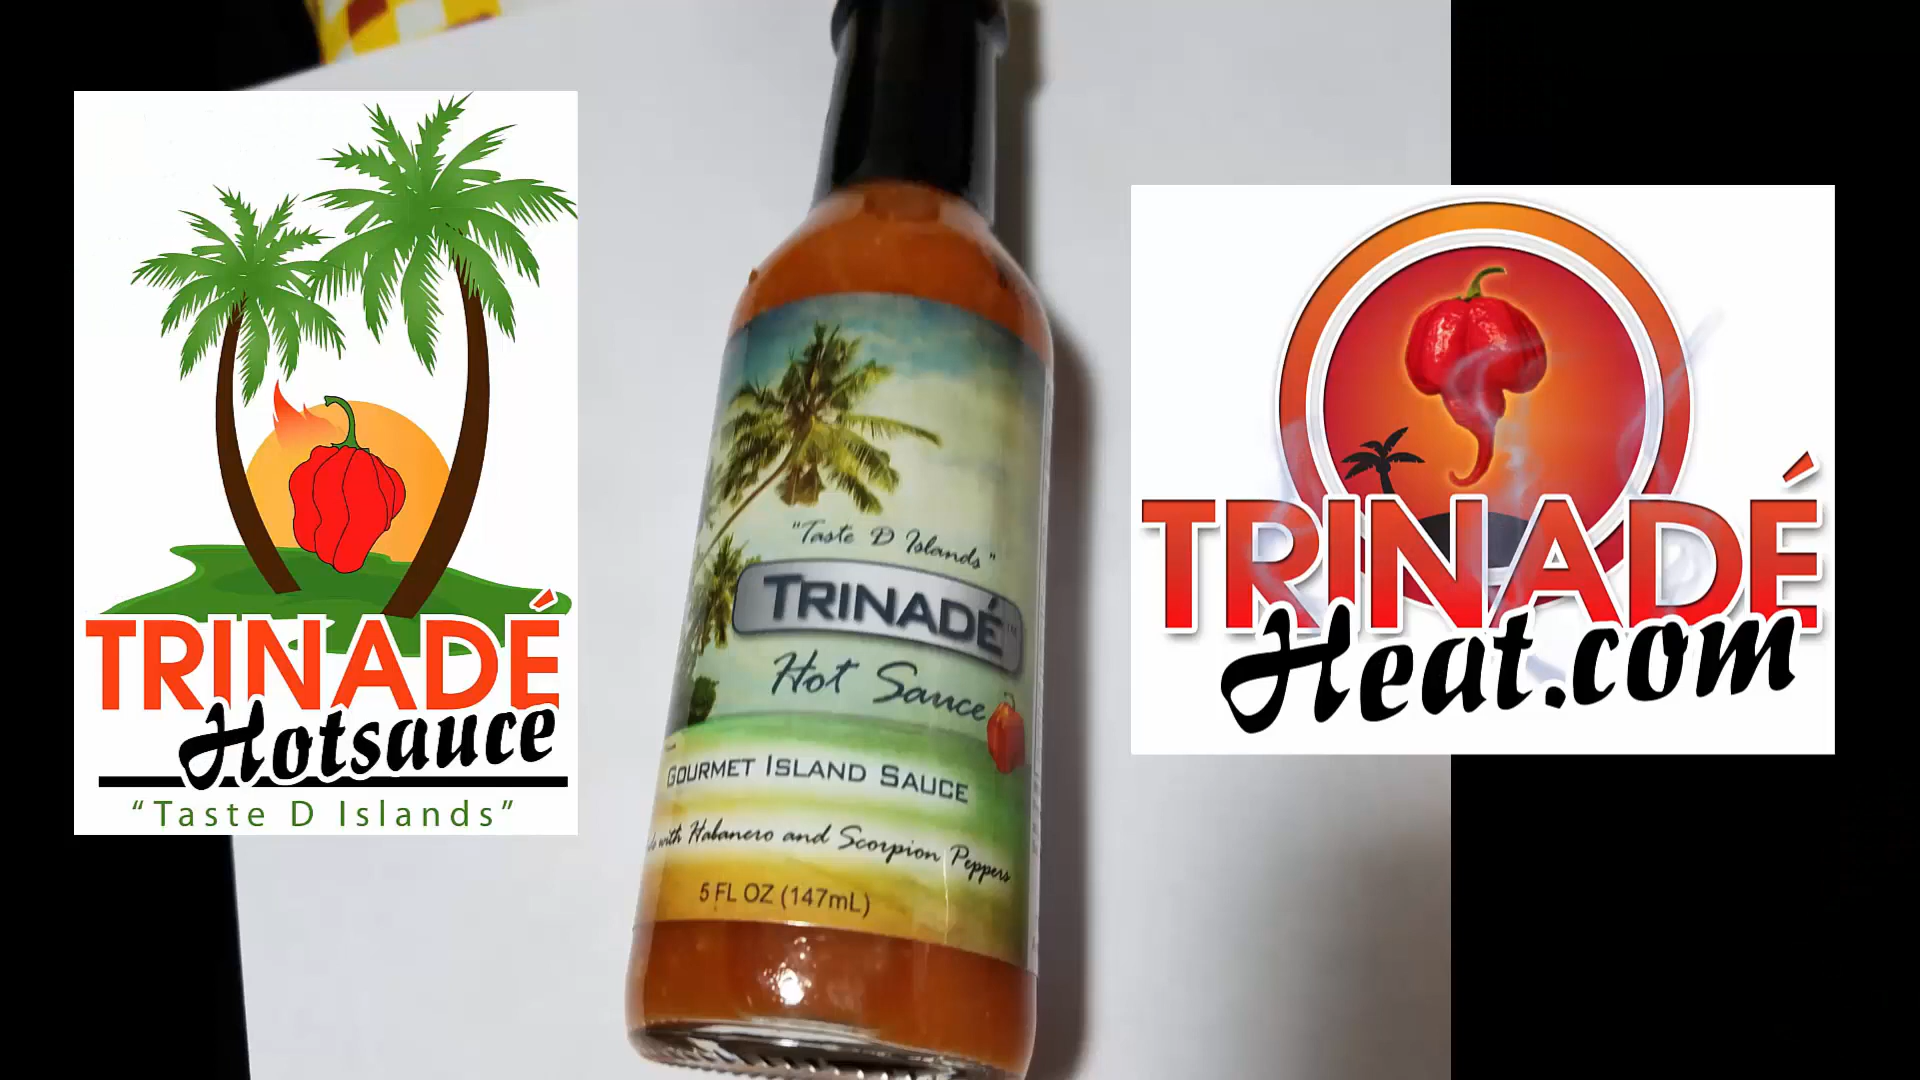 TRINADÉ
Hotsauce
“Taste D Islands”
"Taste D Islands"
TRINADÉ™
Hot Sauce
GOURMET ISLAND SAUCE
with Habanero and Scorpion Peppers
5 FL OZ (147mL)
TRINADÉ
Heat.com